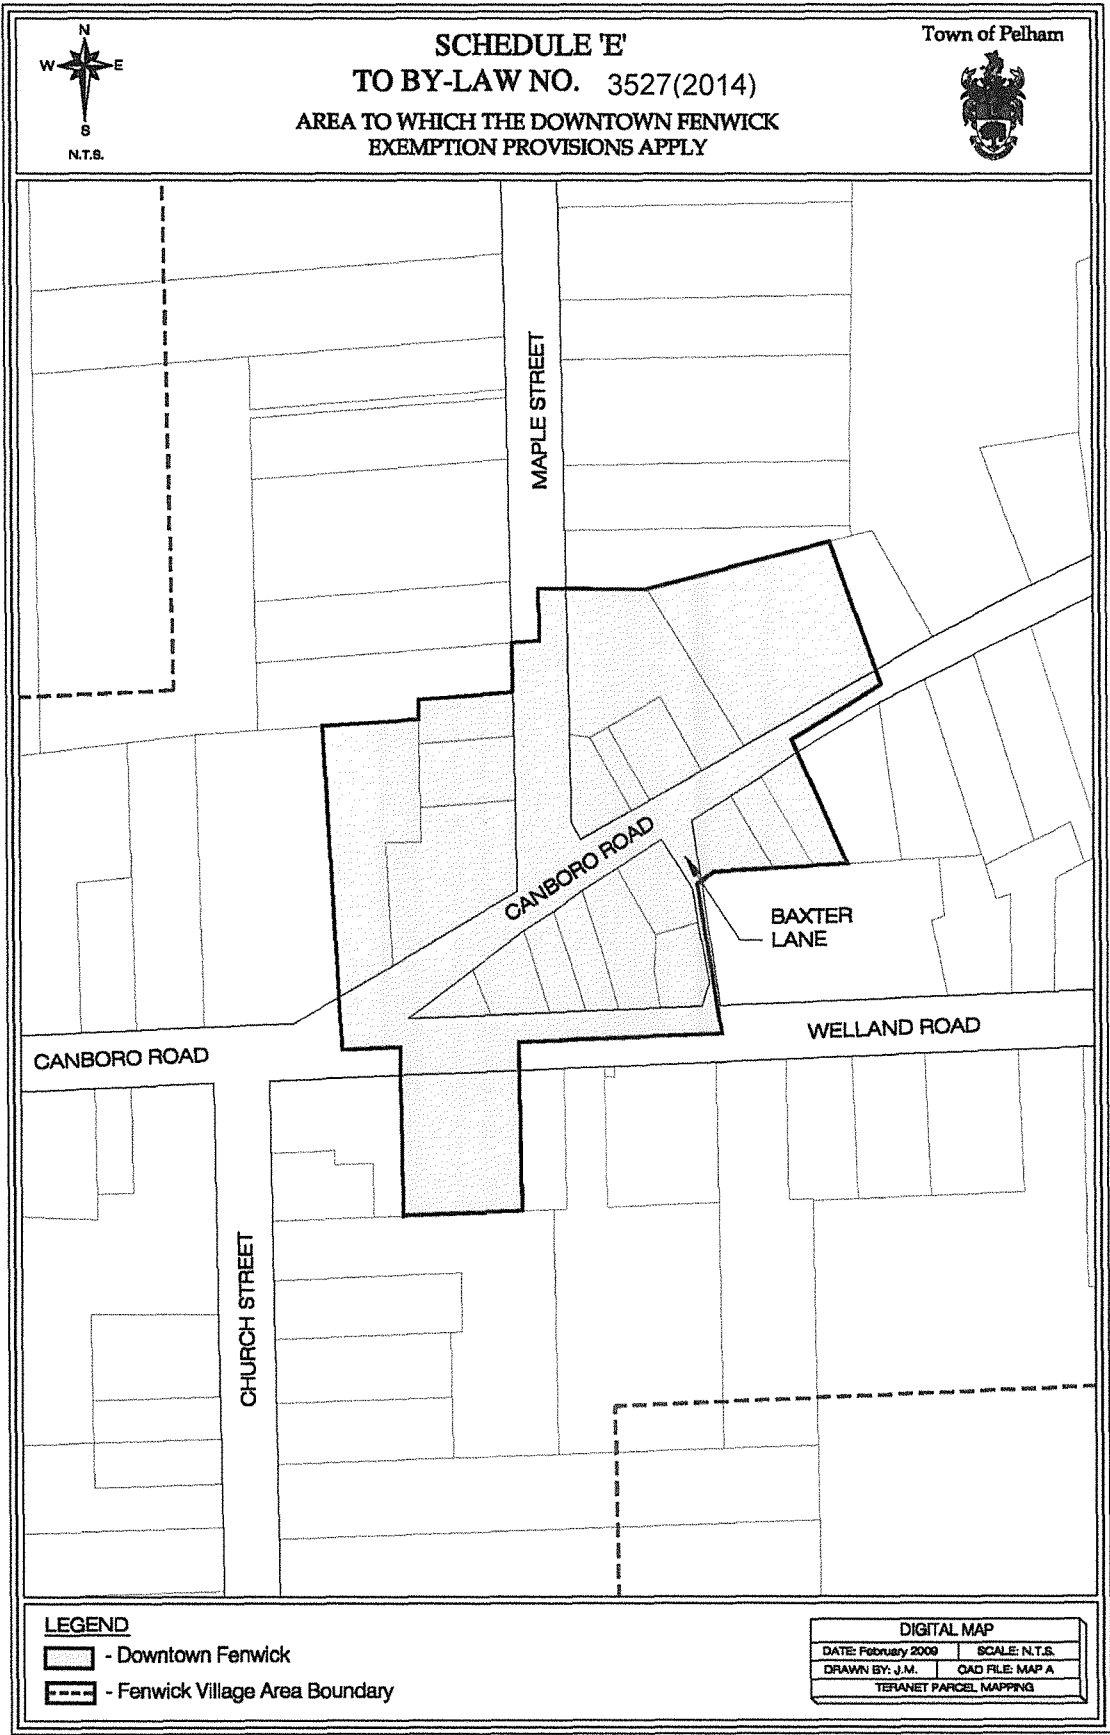 N
W E
S
N.T.S.
SCHEDULE 'E'
TO BY-LAW NO. 3527(2014)
AREA TO WHICH THE DOWNTOWN FENWICK
EXEMPTION PROVISIONS APPLY
Town of Pelham
MAPLE STREET
CANBORO ROAD
BAXTER
LANE
WELLAND ROAD
CANBORO ROAD
CHURCH STREET
LEGEND
- Downtown Fenwick
- Fenwick Village Area Boundary
DIGITAL MAP
DATE: February 2009 SCALE: N.T.S.
DRAWN BY: J.M. CAD FILE: MAP A
TERANET PARCEL MAPPING